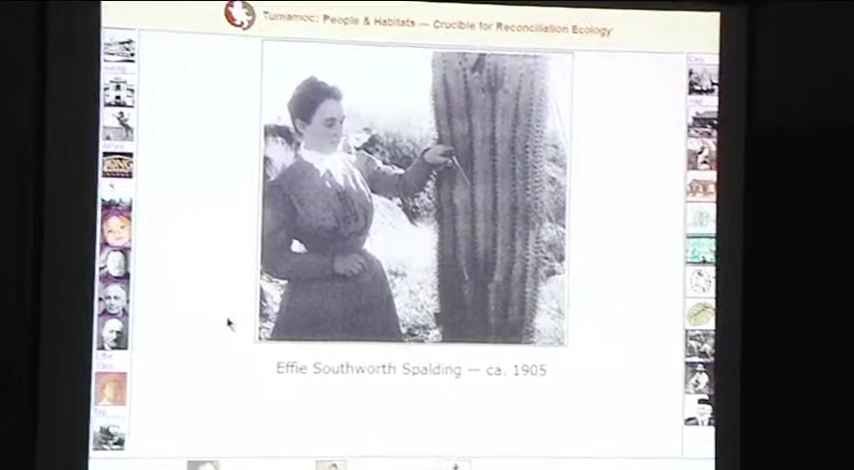 Tumamoc: People & Habitats — Crucible for Reconciliation Ecology
Effie Southworth Spalding — ca. 1905